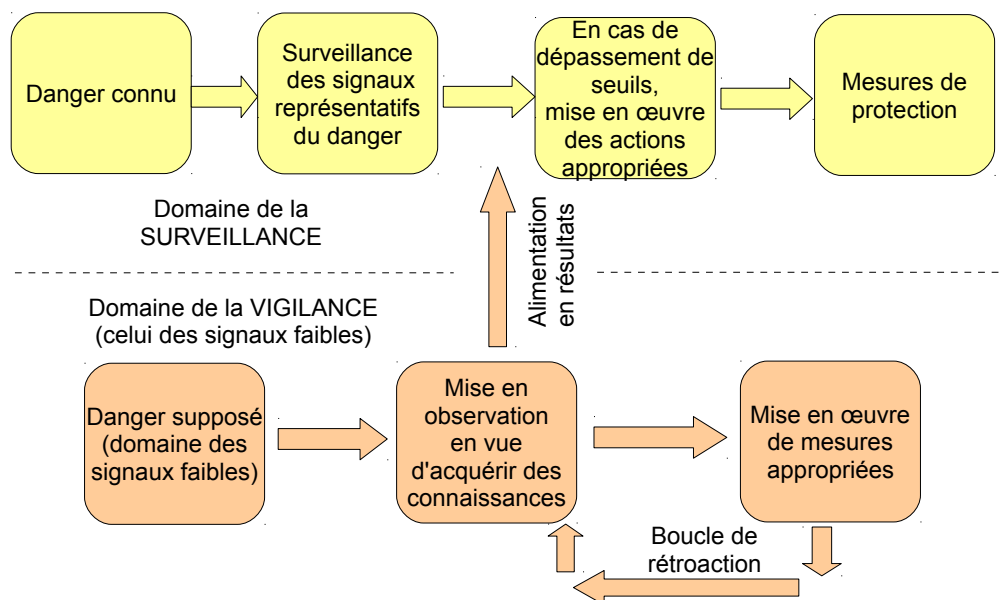 Danger connu
Surveillance
des signaux
représentatifs
du danger
En cas de
dépassement de
seuils,
mise en œuvre
des actions
appropriées
Mesures de
protection
Domaine de la
SURVEILLANCE
Alimentation
en résultats
Domaine de la VIGILANCE
(celui des signaux faibles)
Danger supposé
(domaine des
signaux faibles)
Mise en
observation
en vue
d'acquérir des
connaissances
Mise en œuvre
de mesures
appropriées
Boucle de
rétroaction